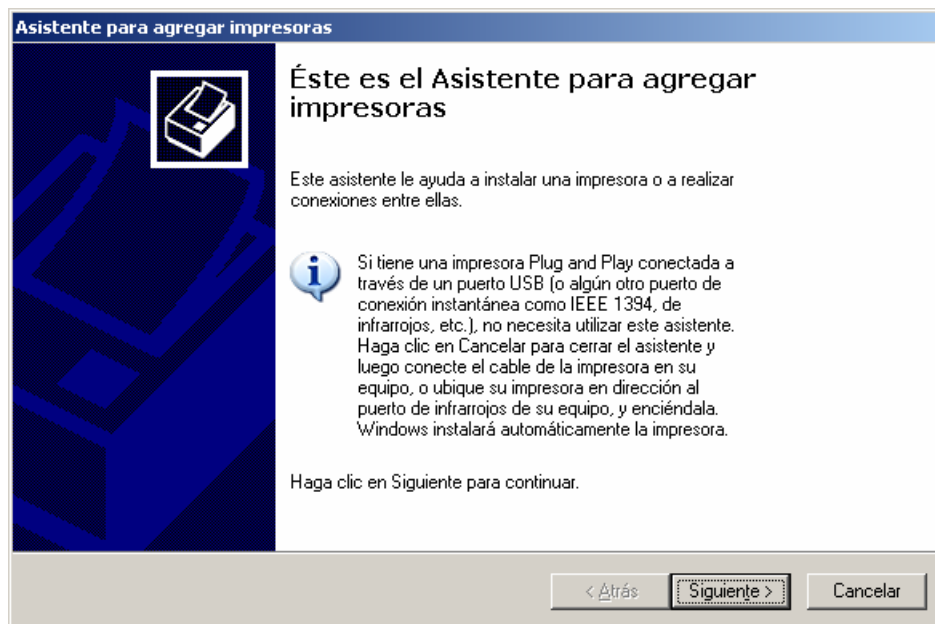 Asistente para agregar impresoras
Éste es el Asistente para agregar
impresoras
Este asistente le ayuda a instalar una impresora o a realizar
conexiones entre ellas.
Si tiene una impresora Plug and Play conectada a
través de un puerto USB (o algún otro puerto de
conexión instantánea como IEEE 1394, de
infrarrojos, etc.), no necesita utilizar este asistente.
Haga clic en Cancelar para cerrar el asistente y
luego conecte el cable de la impresora en su
equipo, o ubique su impresora en dirección al
puerto de infrarrojos de su equipo, y enciéndala.
Windows instalará automáticamente la impresora.
Haga clic en Siguiente para continuar.
< Atrás
Siguiente >
Cancelar